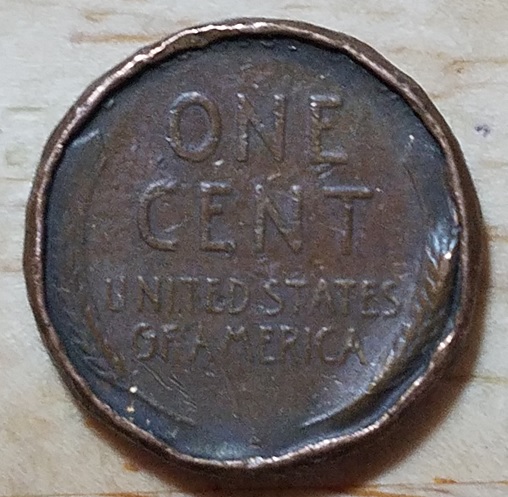 ONE
CENT
UNITED STATES
OF AMERICA